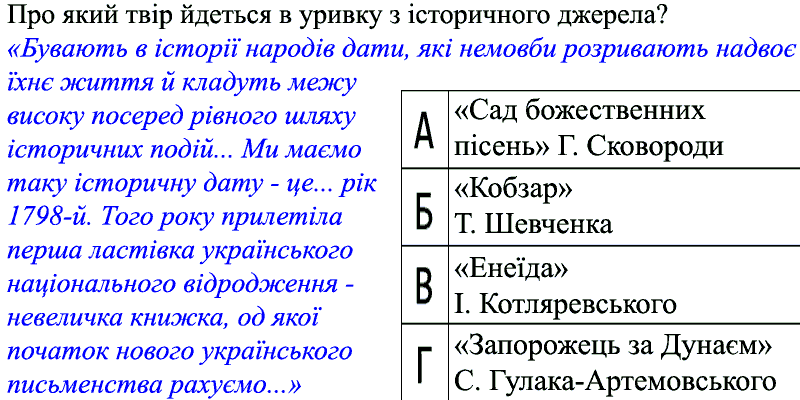 Про який твір йдеться в уривку з історичного джерела?
«Бувають в історії народів дати, які немовби розривають надвоє
їхнє життя й кладуть межу
високу посеред рівного шляху
історичних подій... Ми маємо
таку історичну дату - це... рік
1798-й. Того року прилетіла
перша ластівка українського
національного відродження -
невеличка книжка, од якої
початок нового українського
письменства рахуємо...»
А
«Сад божественних
пісень» Г. Сковороди
Б
«Кобзар»
Т. Шевченка
В
«Енеїда»
І. Котляревського
Г
«Запорожець за Дунаєм»
С. Гулака-Артемовського